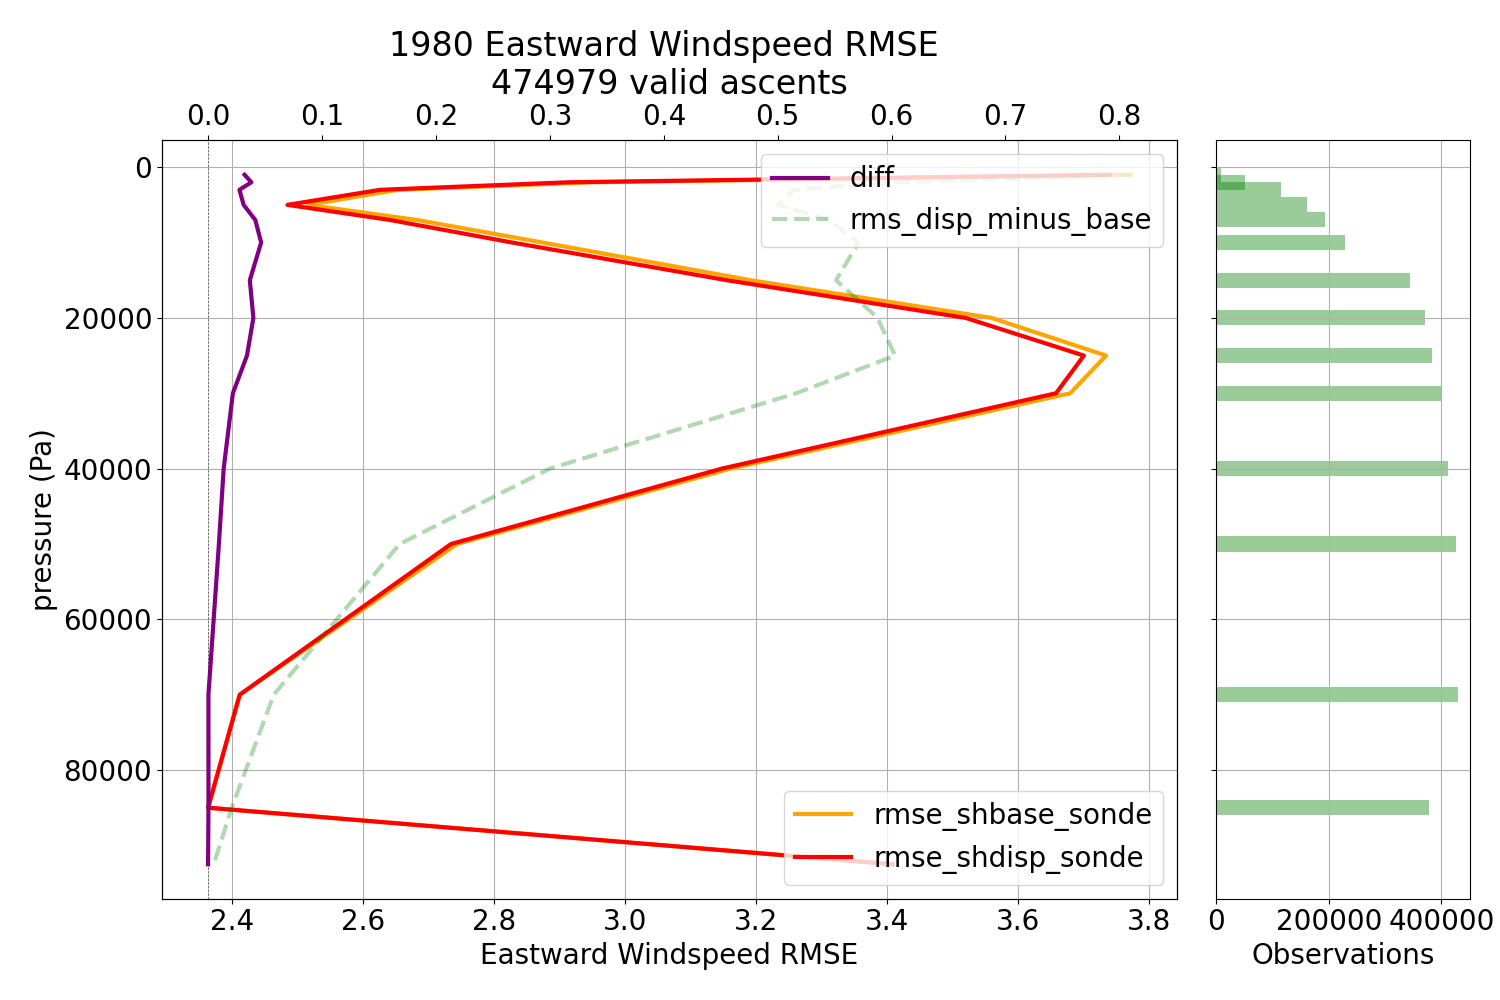 1980 Eastward Windspeed RMSE
474979 valid ascents
0.0 0.1 0.2 0.3 0.4 0.5 0.6 0.7 0.8
diff
rms_disp_minus_base
0
20000
40000
60000
80000
pressure (Pa)
rmse_shbase_sonde
rmse_shdisp_sonde
2.4 2.6 2.8 3.0 3.2 3.4 3.6 3.8
Eastward Windspeed RMSE
0 200000 400000
Observations